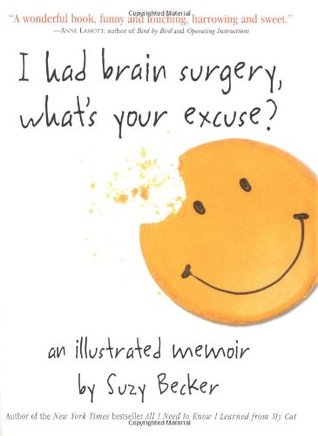 "A wonderful book, funny and touching, harrowing and sweet."
—Anne Lamott, author of Bird by Bird and Operating Instructions
I had brain surgery,
what's your excuse?
an illustrated memoir
by Suzy Becker
Author of the New York Times bestseller All I Need to Know I Learned from My Cat
Copyrighted Material